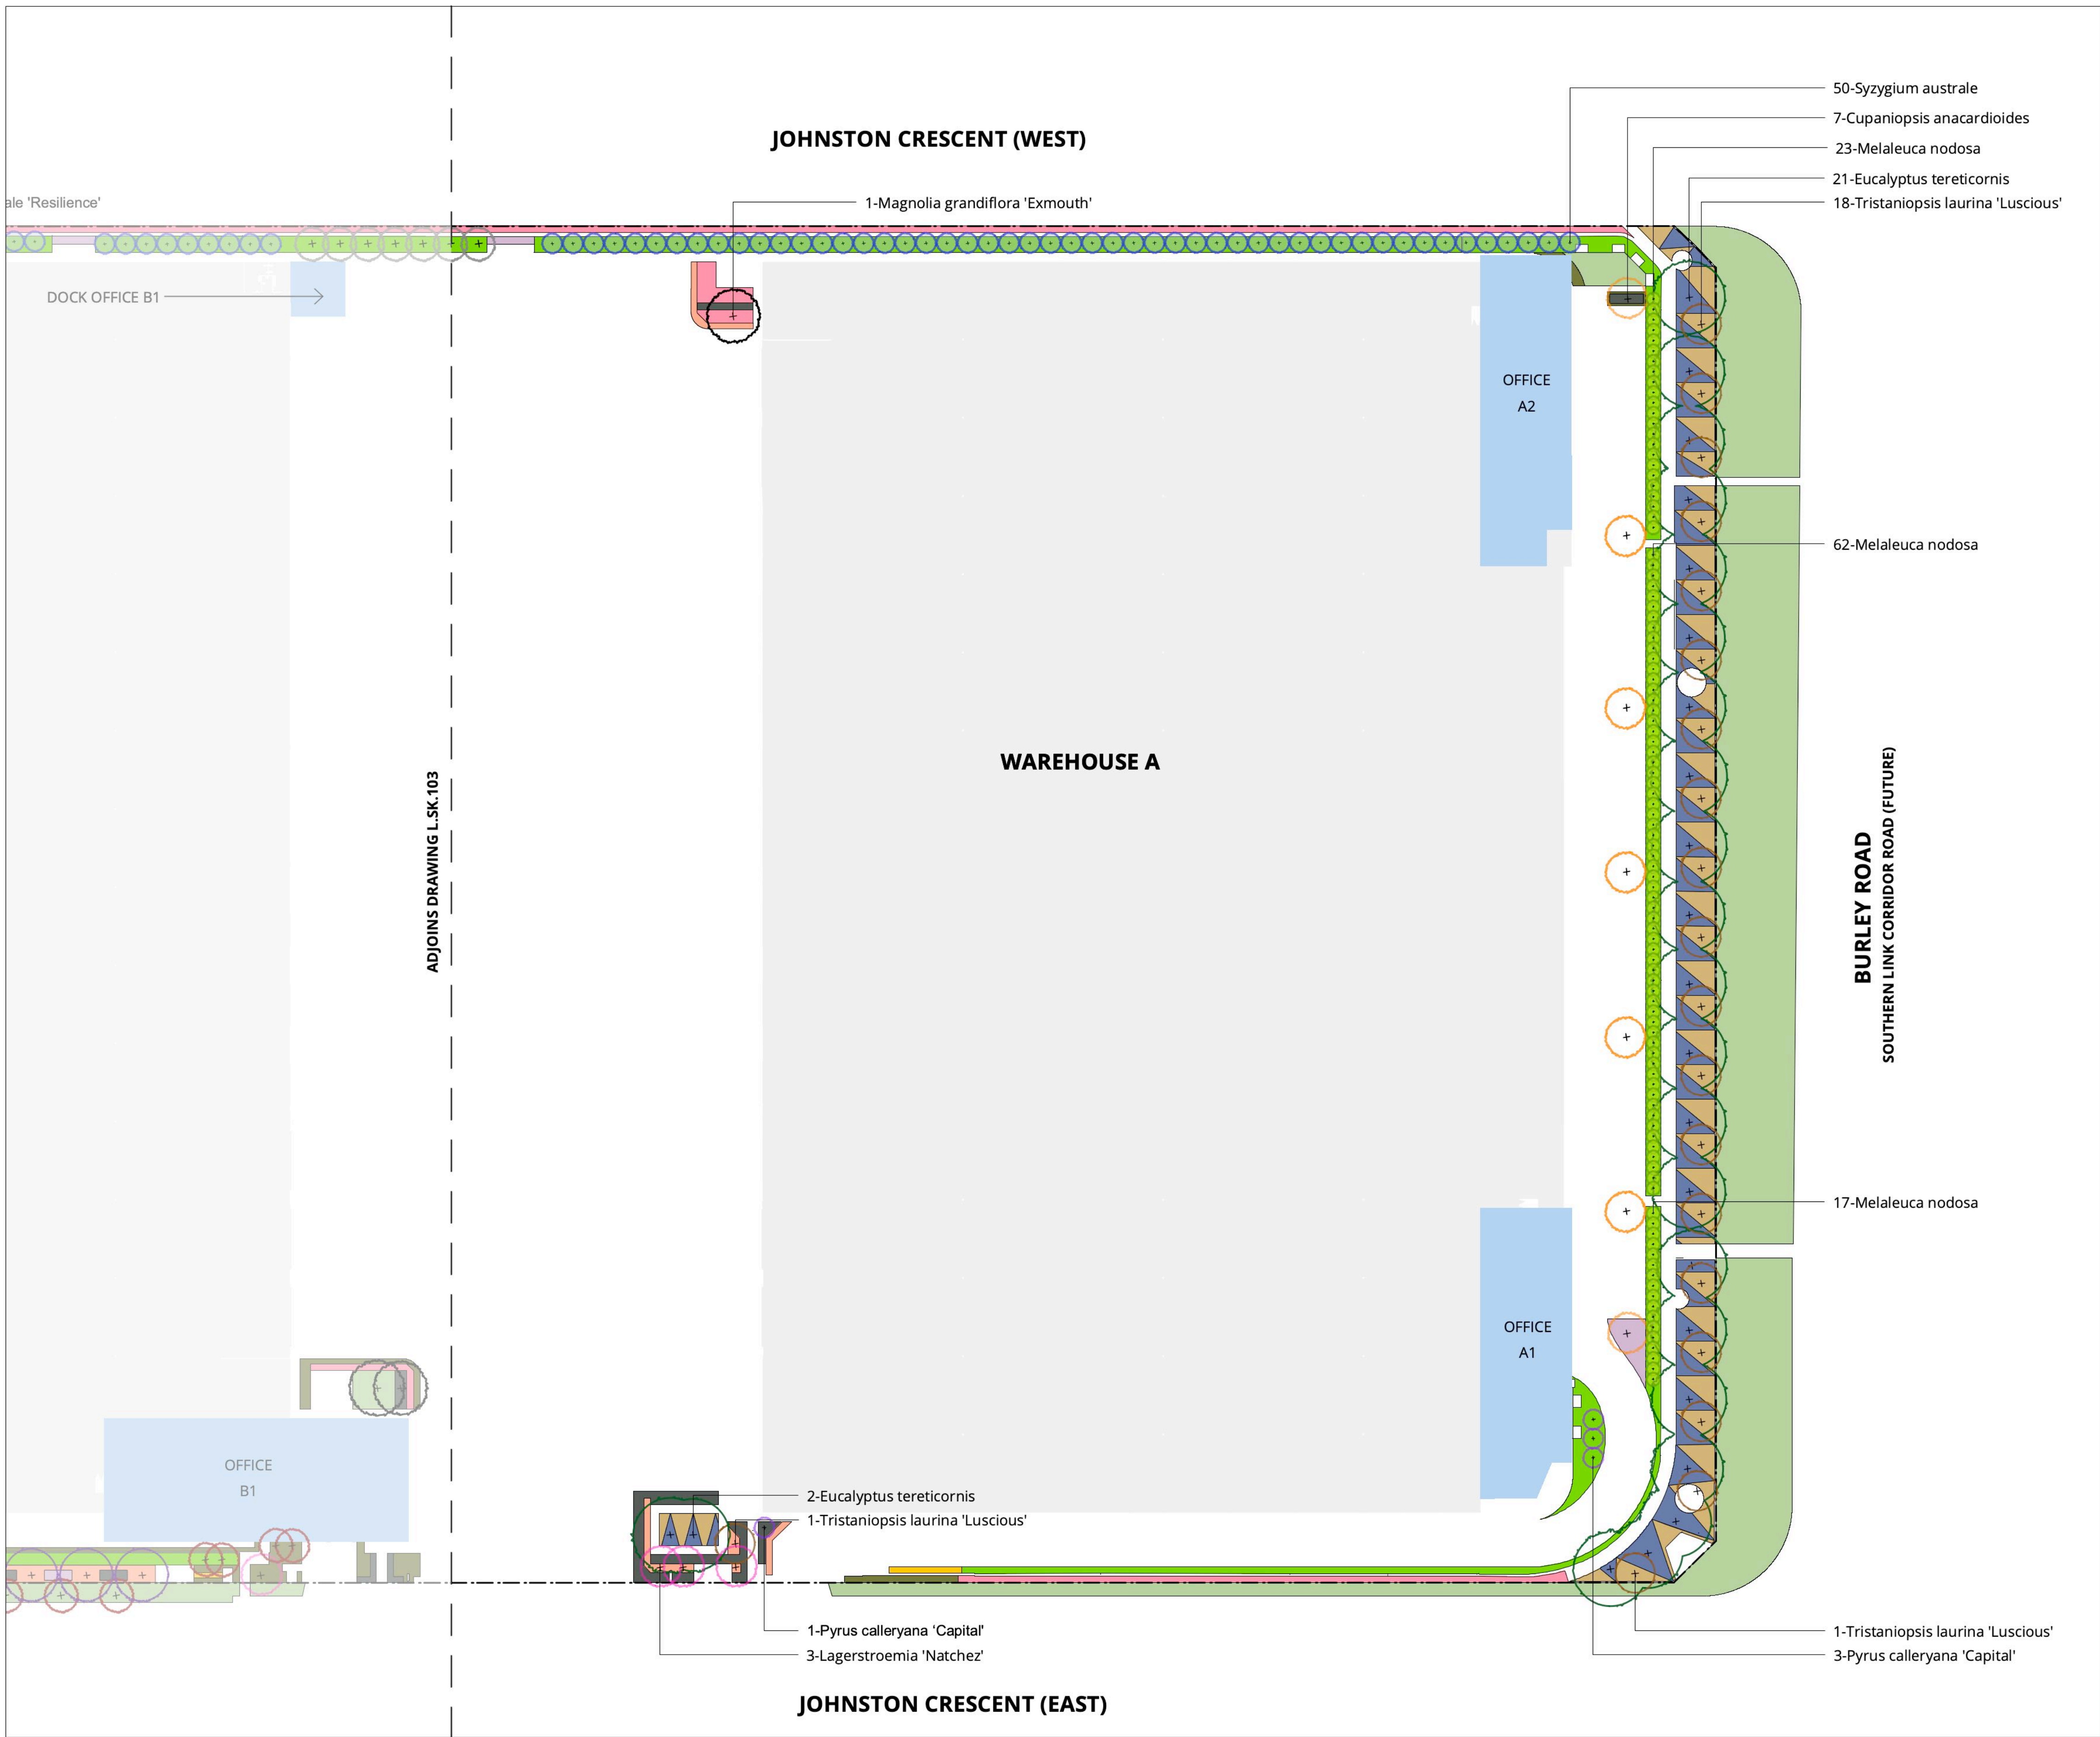 50-Syzygium australe
7-Cupaniopsis anacardioides
JOHNSTON CRESCENT (WEST)
23-Melaleuca nodosa
21-Eucalyptus tereticornis
ale 'Resilience'
1-Magnolia grandiflora 'Exmouth'
18-Tristaniopsis laurina 'Luscious'
DOCK OFFICE B1
OFFICE
A2
62-Melaleuca nodosa
WAREHOUSE A
ADJOINS DRAWING L.SK.103
BURLEY ROAD
SOUTHERN LINK CORRIDOR ROAD (FUTURE)
17-Melaleuca nodosa
OFFICE
A1
OFFICE
B1
2-Eucalyptus tereticornis
1-Tristaniopsis laurina 'Luscious'
1-Pyrus calleryana ‘Capital'
3-Lagerstroemia 'Natchez'
1-Tristaniopsis laurina 'Luscious'
3-Pyrus calleryana 'Capital'
JOHNSTON CRESCENT (EAST)